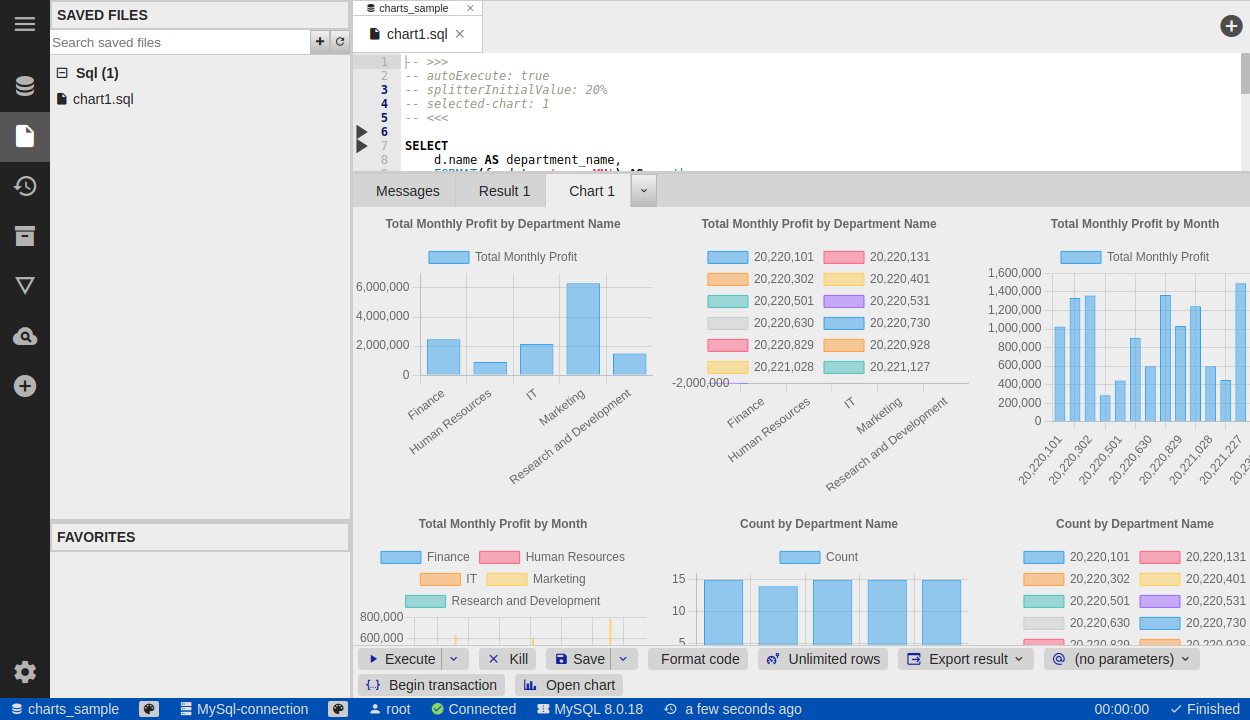 SAVED FILES
Search saved files
Sql (1)
chart1.sql
FAVORITES
charts_sample
chart1.sql
1 -- >>>
2 -- autoExecute: true
3 -- splitterInitialValue: 20%
4 -- selected-chart: 1
5 -- <<<
6
7 SELECT
8 d.name AS department_name,
Messages Result 1 Chart 1
Total Monthly Profit by Department Name
Total Monthly Profit
6,000,000
4,000,000
2,000,000
0
Finance
Human Resources
IT
Marketing
Research and Development
Total Monthly Profit by Department Name
20,220,101 20,220,131
20,220,302 20,220,401
20,220,501 20,220,531
20,220,630 20,220,730
20,220,829 20,220,928
20,221,028 20,221,127
-2,000,000
Finance
Human Resources
IT
Marketing
Research and Development
Total Monthly Profit by Month
Total Monthly Profit
1,600,000
1,400,000
1,200,000
1,000,000
800,000
600,000
400,000
200,000
0
20,220,101
20,220,302
20,220,501
20,220,630
20,220,829
20,221,028
20,221,227
Total Monthly Profit by Month
Finance Human Resources
IT Marketing
Research and Development
800,000
600,000
Count by Department Name
Count
15
10
5
Count by Department Name
20,220,101 20,220,131
20,220,302 20,220,401
20,220,501 20,220,531
20,220,630 20,220,730
20,220,829 20,220,928
Execute Kill Save Format code Unlimited rows Export result (no parameters)
Begin transaction Open chart
charts_sample MySql-connection root Connected MySQL 8.0.18 a few seconds ago 00:00:00 Finished